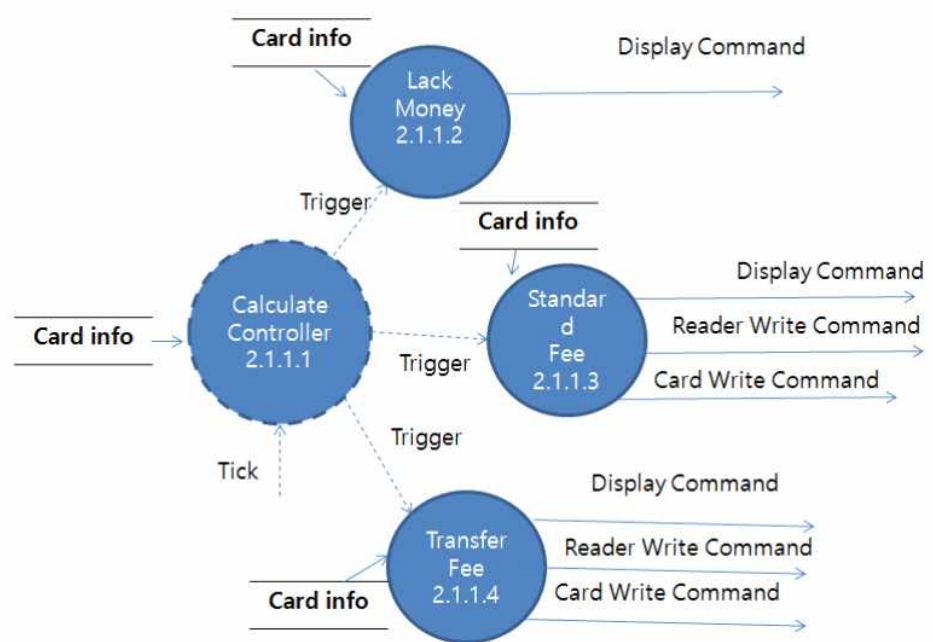 Card info
Display Command
Lack
Money
2.1.1.2
Trigger
Card info
Display Command
Calculate
Controller
2.1.1.1
Standar
d
Fee
2.1.1.3
Card info
Reader Write Command
Trigger
Card Write Command
Trigger
Tick
Display Command
Transfer
Fee
2.1.1.4
Reader Write Command
Card info
Card Write Command